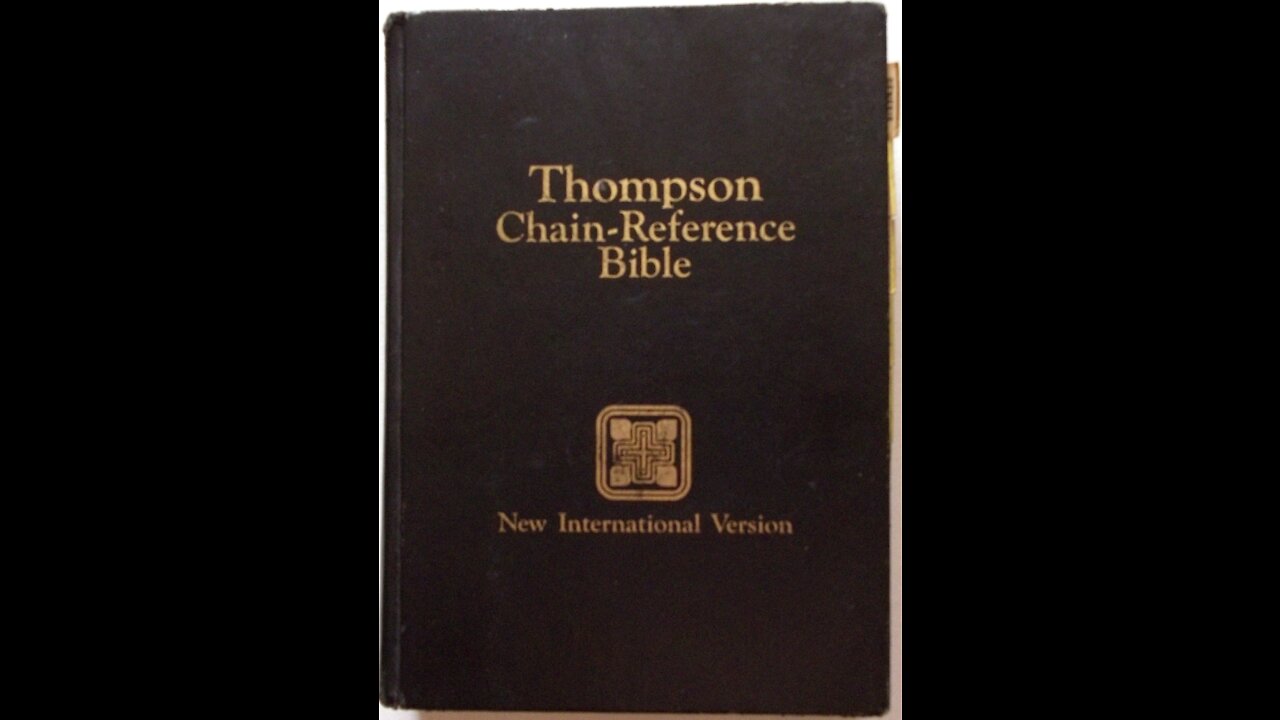 Thompson
Chain-Reference
Bible
New International Version